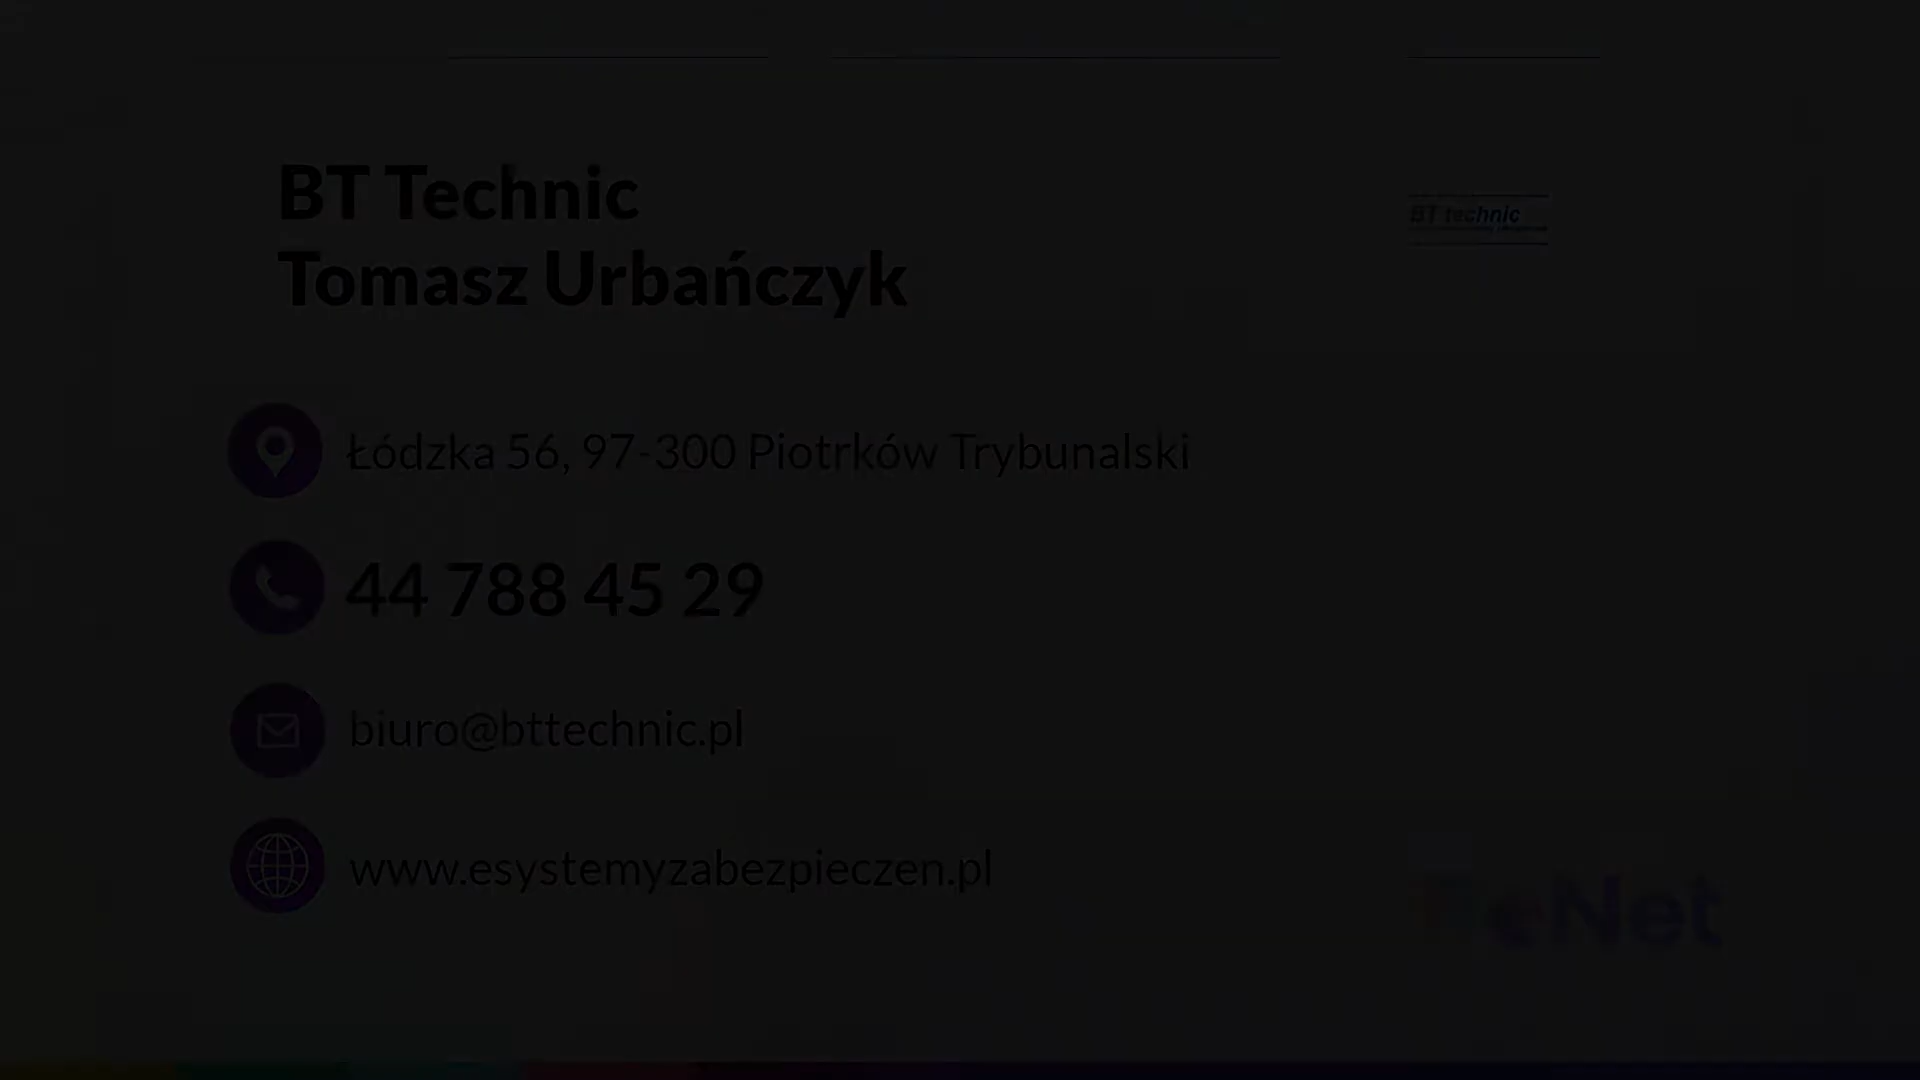 BT Technic
BT technic
Tomasz Urbańczyk
Łódzka 56, 97-300 Piotrków Trybunalski
44 788 45 29
biuro@bttechnic.pl
www.esystemyzabezpieczen.pl